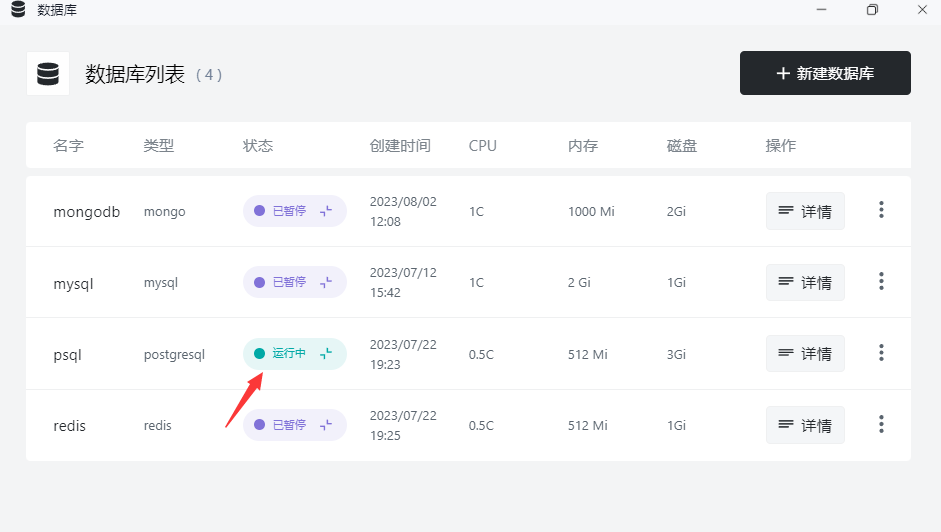 数据库
数据库列表 ( 4 )
新建数据库
名字 类型 状态 创建时间 CPU 内存 磁盘 操作
mongodb mongo 已暂停 2023/08/02 12:08 1C 1000 Mi 2Gi 详情
mysql mysql 已暂停 2023/07/12 15:42 1C 2 Gi 1Gi 详情
psql postgresql 运行中 2023/07/22 19:23 0.5C 512 Mi 3Gi 详情
redis redis 已暂停 2023/07/22 19:25 0.5C 512 Mi 1Gi 详情